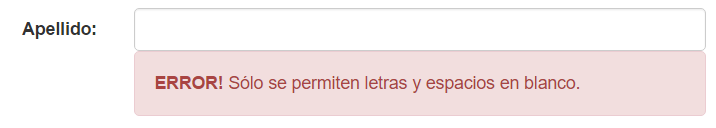 Apellido:
ERROR! Sólo se permiten letras y espacios en blanco.